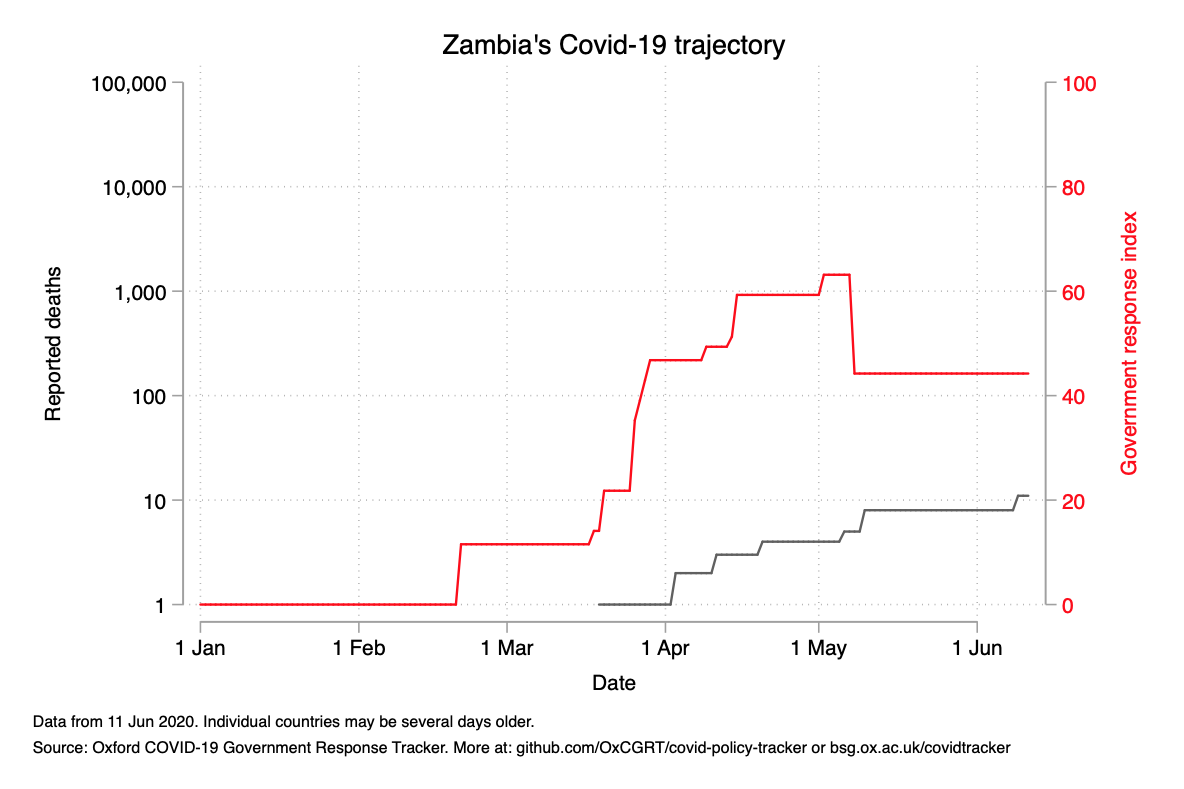 Zambia's Covid-19 trajectory
100,000
10,000
1,000
100
10
1
Reported deaths
100
80
60
40
20
0
Government response index
1 Jan 1 Feb 1 Mar 1 Apr 1 May 1 Jun
Date
Data from 11 Jun 2020. Individual countries may be several days older.
Source: Oxford COVID-19 Government Response Tracker. More at: github.com/OxCGRT/covid-policy-tracker or bsg.ox.ac.uk/covidtracker